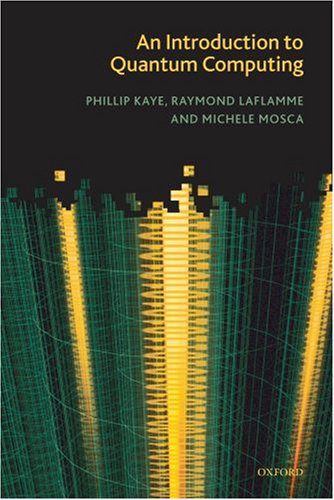 An Introduction to
Quantum Computing
PHILLIP KAYE, RAYMOND LAFLAMME
AND MICHELE MOSCA
OXFORD